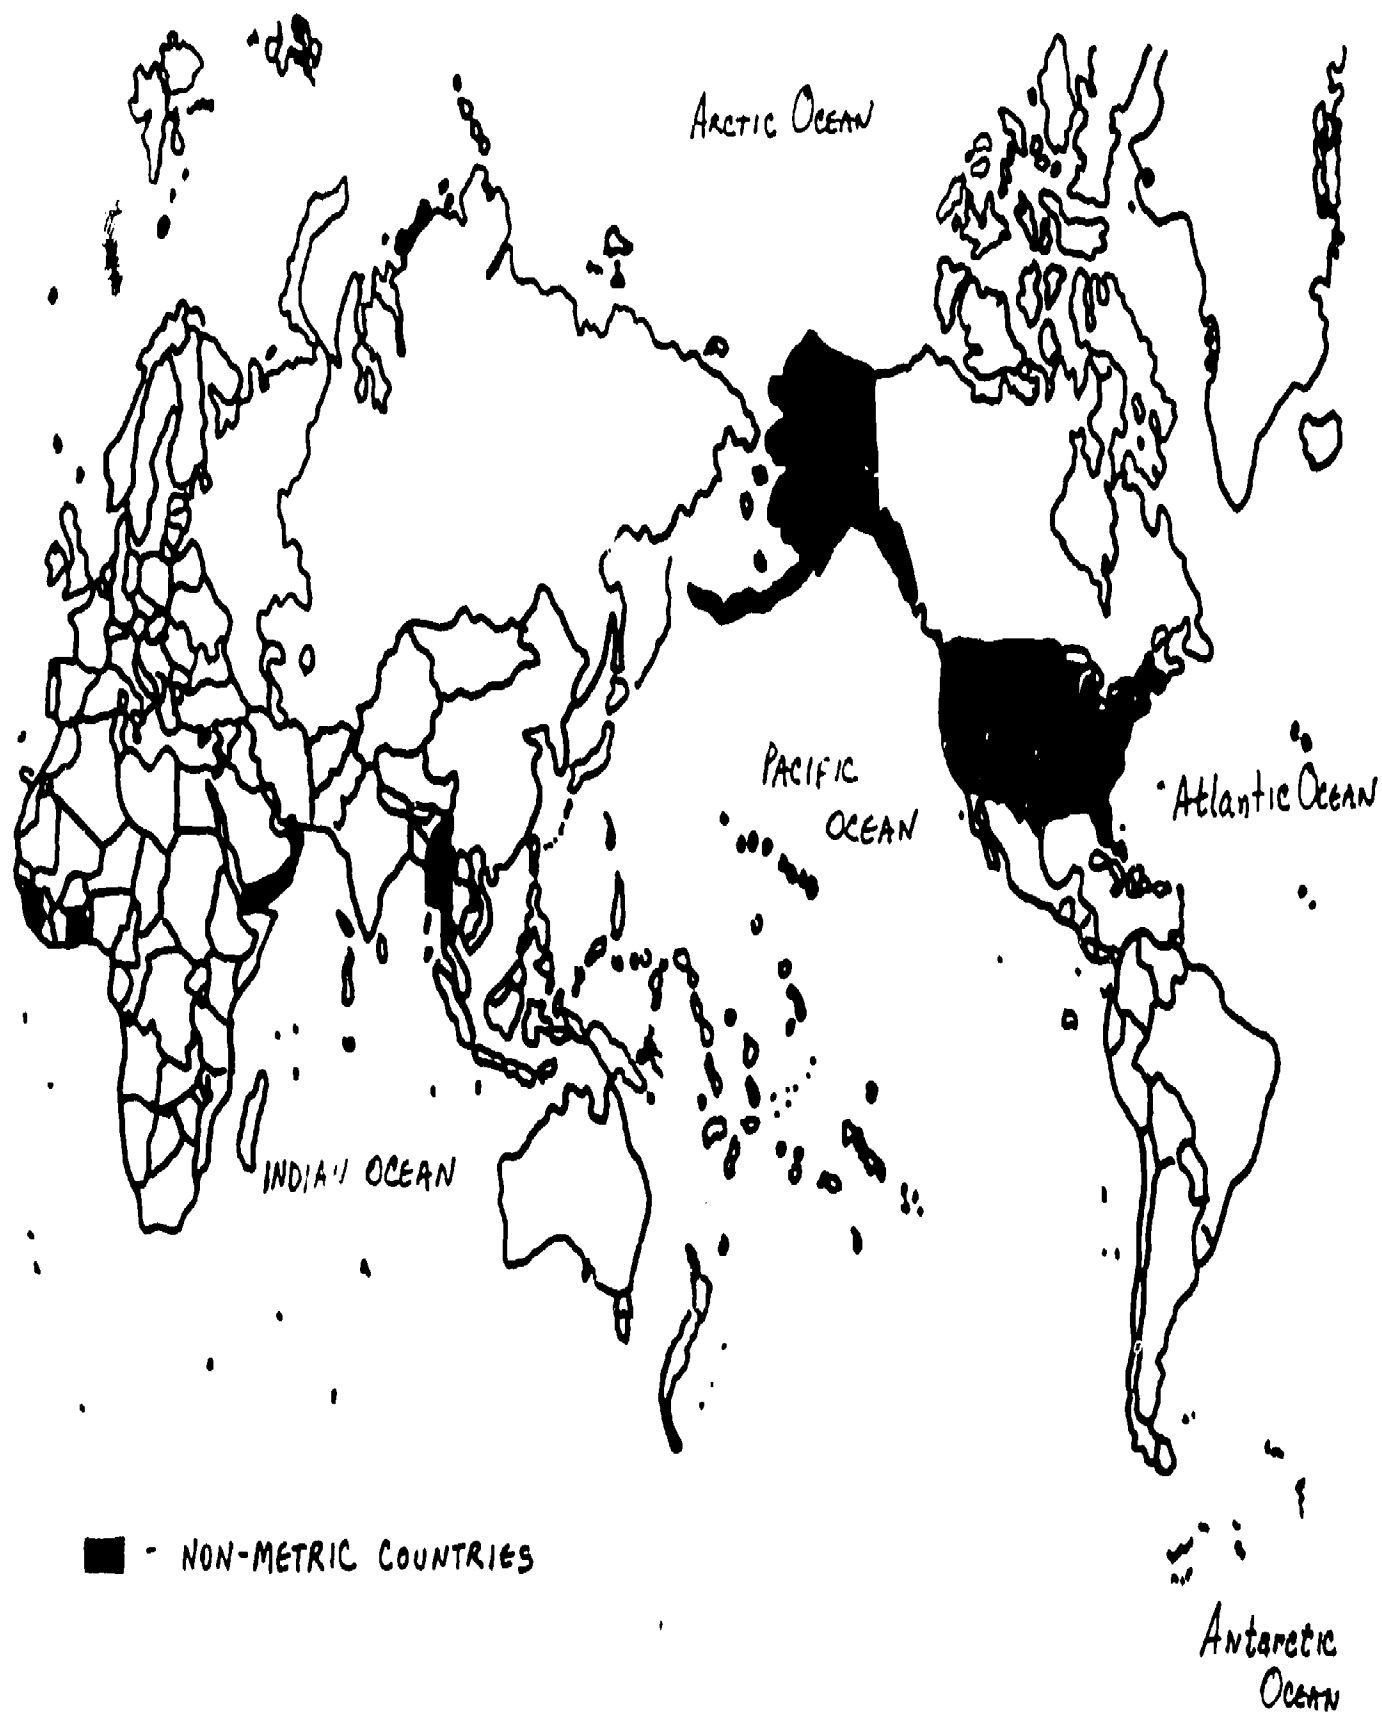 ARCTIC OCEAN
PACIFIC
OCEAN
Atlantic OCEAN
INDIAN OCEAN
- NON-METRIC COUNTRIES
Antarctic
OCEAN